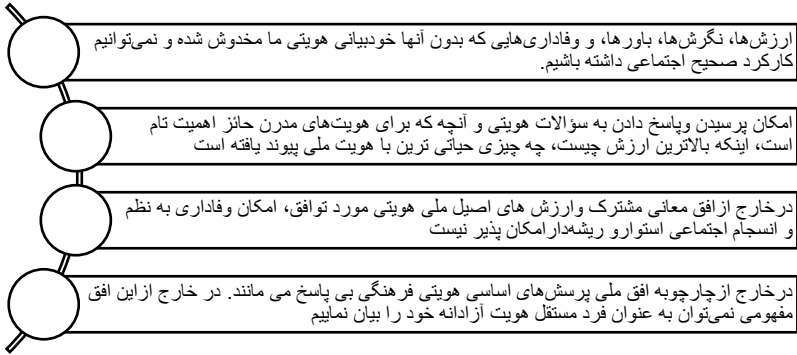 ارزش‌ها، نگرش‌ها، باورها، و وفاداری‌هایی که بدون آنها خودبیانی هویتی ما مخدوش شده و نمی‌توانیم
کارکرد صحیح اجتماعی داشته باشیم.
امکان پرسیدن وپاسخ دادن به سؤالات هویتی و آنچه که برای هویت‌های مدرن حائز اهمیت تام
است، اینکه بالاترین ارزش چیست، چه چیزی حیاتی ترین با هویت ملی پیوند یافته است
درخارج ازافق معانی مشترک وارزش های اصیل ملی هویتی مورد توافق، امکان وفاداری به نظم
و انسجام اجتماعی استوارو ریشه‌دارامکان پذیر نیست
درخارج ازچارچوبه افق ملی پرسش‌های اساسی هویتی فرهنگی بی پاسخ می مانند. در خارج ازاین افق
مفهومی نمی‌توان به عنوان فرد مستقل هویت آزادانه خود را بیان نماییم